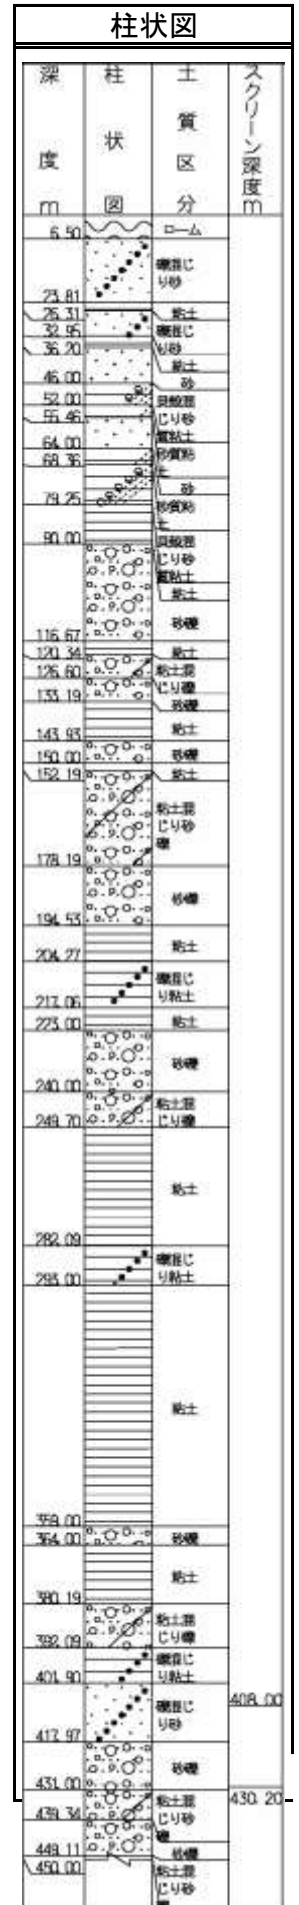 柱状図
深度m
柱状図
土質区分
スクリーン深度m
6.50
ローム
23.81
礫混じ
り砂
26.31
粘土
32.95
礫混じ
り砂
36.20
粘土
46.00
砂
52.00
貝殻混
じり砂
質粘土
55.46
砂質粘
土
64.00
砂
68.36
砂質粘
土
79.25
貝殻混
じり砂
質粘土
90.00
粘土
116.67
砂礫
120.34
粘土
126.60
粘土混
じり礫
133.19
砂礫
143.93
粘土
150.00
砂礫
152.19
粘土
178.19
粘土混
じり砂
礫
194.53
砂礫
204.27
粘土
217.06
礫混じ
り粘土
223.00
粘土
240.00
砂礫
249.70
粘土混
じり礫
282.09
粘土
293.00
礫混じ
り粘土
359.00
粘土
364.00
砂礫
380.19
粘土
392.09
粘土混
じり礫
401.90
礫混じ
り粘土
408.00
417.97
礫混じ
り砂
431.00
砂礫
430.20
439.34
粘土混
じり砂
礫
449.11
砂礫
450.00
粘土混
じり砂